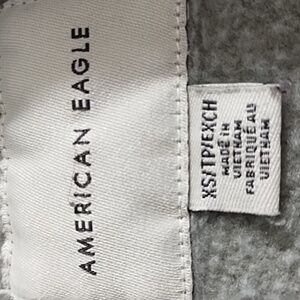 AMERICAN EAGLE
XS/TP/EXCH
MADE IN
VIETNAM
FABRIQUÉ AU
VIETNAM